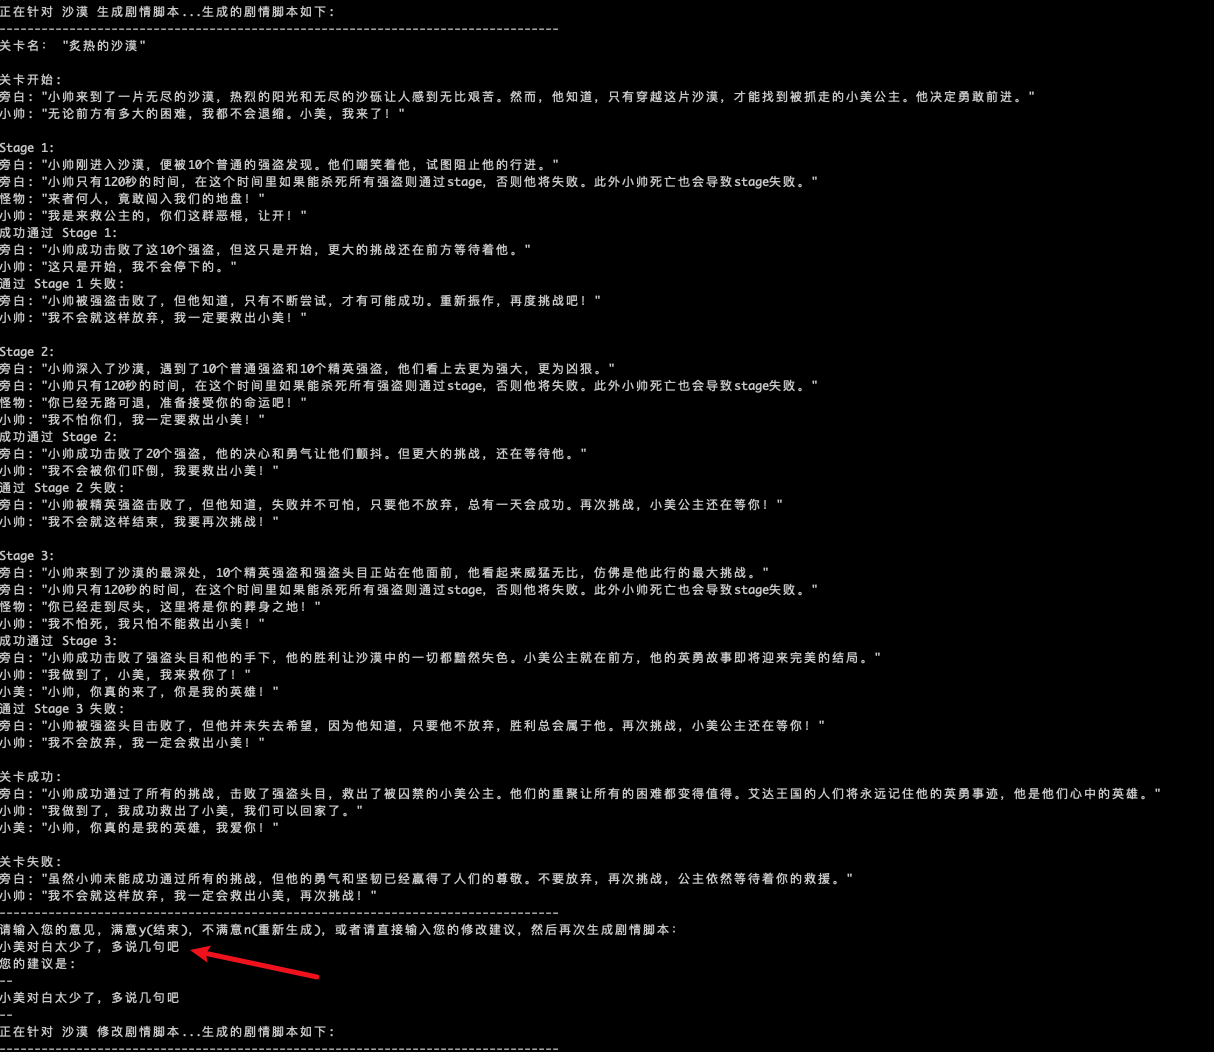 正在针对 沙漠 生成剧情脚本...生成的剧情脚本如下:
--------------------------------------------------------------------------------
关卡名: "炙热的沙漠"
关卡开始:
旁白: "小帅来到了一片无尽的沙漠, 热烈的阳光和无尽的沙砾让人感到无比艰苦。然而, 他知道, 只有穿越这片沙漠, 才能找到被抓走的小美公主。他决定勇敢前进。"
小帅: "无论前方有多大的困难, 我都不会退缩。小美, 我来了! "
Stage 1:
旁白: "小帅刚进入沙漠, 便被10个普通的强盗发现。他们嘲笑着他, 试图阻止他的行进。"
旁白: "小帅只有120秒的时间, 在这个时间里如果能杀死所有强盗则通过stage, 否则他将失败。此外小帅死亡也会导致stage失败。"
怪物: "来者何人, 竟敢闯入我们的地盘! "
小帅: "我是来救公主的, 你们这群恶棍, 让开! "
成功通过 Stage 1:
旁白: "小帅成功击败了这10个强盗, 但这只是开始, 更大的挑战还在前方等待着他。"
小帅: "这只是开始, 我不会停下的。"
通过 Stage 1 失败:
旁白: "小帅被强盗击败了, 但他知道, 只有不断尝试, 才有可能成功。重新振作, 再度挑战吧! "
小帅: "我不会就这样放弃, 我一定要救出小美! "
Stage 2:
旁白: "小帅深入了沙漠, 遇到了10个普通强盗和10个精英强盗, 他们看上去更为强大, 更为凶狠。"
旁白: "小帅只有120秒的时间, 在这个时间里如果能杀死所有强盗则通过stage, 否则他将失败。此外小帅死亡也会导致stage失败。"
怪物: "你已经无路可退, 准备接受你的命运吧! "
小帅: "我不怕你们, 我一定要救出小美! "
成功通过 Stage 2:
旁白: "小帅成功击败了20个强盗, 他的决心和勇气让他们颤抖。但更大的挑战, 还在等待他。"
小帅: "我不会被你们吓倒, 我要救出小美! "
通过 Stage 2 失败:
旁白: "小帅被精英强盗击败了, 但他知道, 失败并不可怕, 只要他不放弃, 总有一天会成功。再次挑战, 小美公主还在等你! "
小帅: "我不会就这样结束, 我要再次挑战! "
Stage 3:
旁白: "小帅来到了沙漠的最深处, 10个精英强盗和强盗头目正站在他面前, 他看起来威猛无比, 仿佛是他此行的最大挑战。"
旁白: "小帅只有120秒的时间, 在这个时间里如果能杀死所有强盗则通过stage, 否则他将失败。此外小帅死亡也会导致stage失败。"
怪物: "你已经走到尽头, 这里将是你的葬身之地! "
小帅: "我不怕死, 我只怕不能救出小美! "
成功通过 Stage 3:
旁白: "小帅成功击败了强盗头目和他的手下, 他的胜利让沙漠中的一切都黯然失色。小美公主就在前方, 他的英勇故事即将迎来完美的结局。"
小帅: "我做到了, 小美, 我来救你了! "
小美: "小帅, 你真的来了, 你是我的英雄! "
通过 Stage 3 失败:
旁白: "小帅被强盗头目击败了, 但他并未失去希望, 因为他知道, 只要他不放弃, 胜利总会属于他。再次挑战, 小美公主还在等你! "
小帅: "我不会放弃, 我一定会救出小美! "
关卡成功:
旁白: "小帅成功通过了所有的挑战, 击败了强盗头目, 救出了被囚禁的小美公主。他们的重聚让所有的困难都变得值得。艾达王国的人们将永远记住他的英勇事迹, 他是他们心中的英雄。"
小帅: "我做到了, 我成功救出了小美, 我们可以回家了。"
小美: "小帅, 你真的是我的英雄, 我爱你! "
关卡失败:
旁白: "虽然小帅未能成功通过所有的挑战, 但他的勇气和坚韧已经赢得了人们的尊敬。不要放弃, 再次挑战, 公主依然等待着你的救援。"
小帅: "我不会就这样放弃, 我一定会救出小美, 再次挑战! "
--------------------------------------------------------------------------------
请输入您的意见, 满意y(结束), 不满意n(重新生成), 或者请直接输入您的修改建议, 然后再次生成剧情脚本:
小美对白太少了, 多说几句吧
您的建议是:
--
小美对白太少了, 多说几句吧
--
正在针对 沙漠 修改剧情脚本...生成的剧情脚本如下:
--------------------------------------------------------------------------------